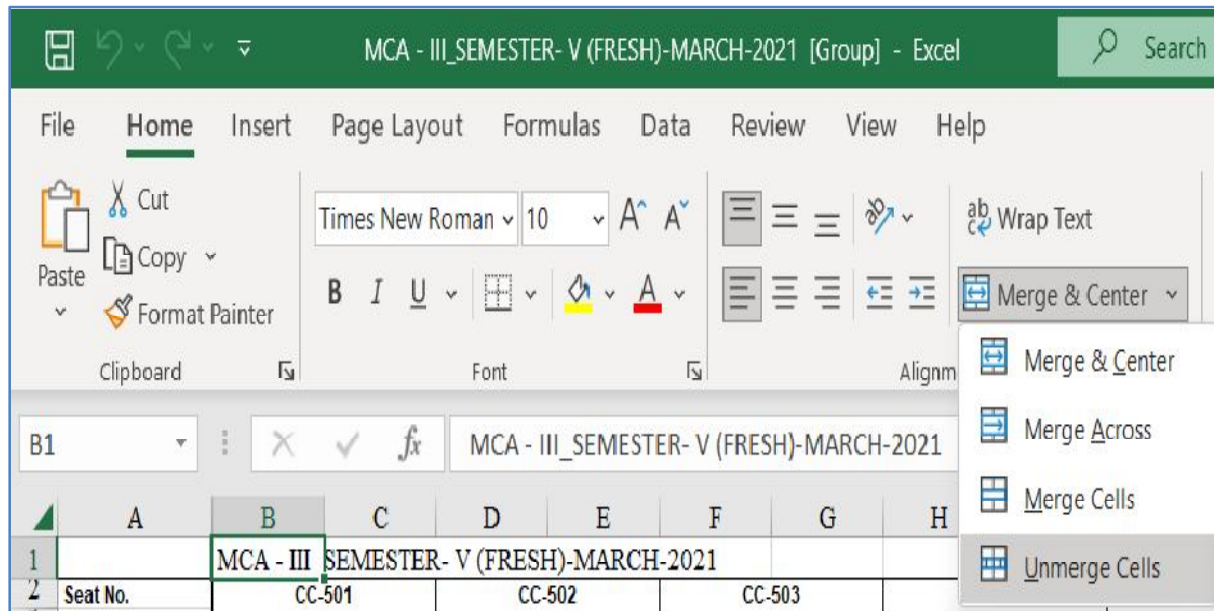 MCA - III_SEMESTER- V (FRESH)-MARCH-2021 [Group] - Excel
Search
File Home Insert Page Layout Formulas Data Review View Help
Cut
Copy
Format Painter
Paste
Clipboard
Times New Roman 10 A A
B I U A
Font
ab Wrap Text
Merge & Center
Alignm
Merge & Center
Merge Across
Merge Cells
Unmerge Cells
B1 fx MCA - III_SEMESTER- V (FRESH)-MARCH-2021
A B C D E F G H
1 MCA - III_SEMESTER- V (FRESH)-MARCH-2021
2 Seat No. CC-501 CC-502 CC-503